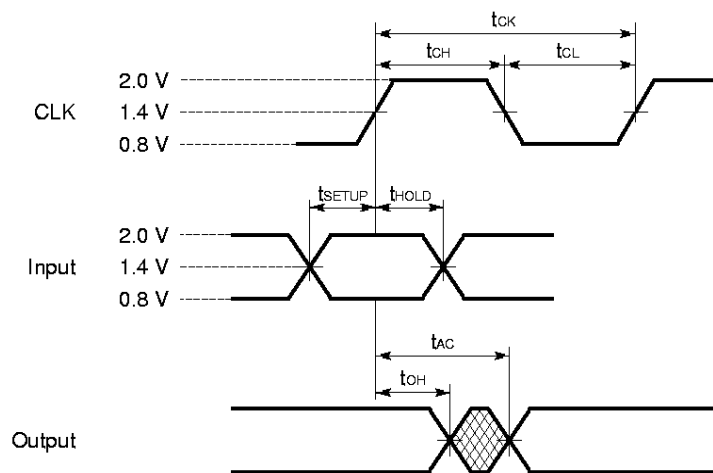 tCK
tCH
tCL
2.0 V
CLK
1.4 V
0.8 V
tSETUP
tHOLD
2.0 V
Input
1.4 V
0.8 V
tAC
tOH
Output